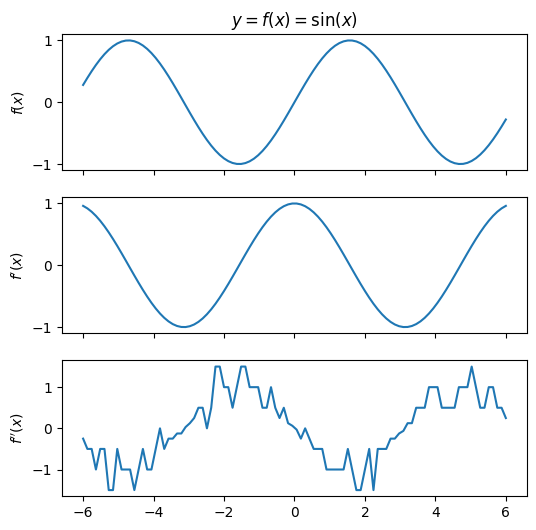 y = f(x) = sin(x)
1
0
−1
f(x)
1
0
−1
f′(x)
1
0
−1
f′′(x)
−6 −4 −2 0 2 4 6